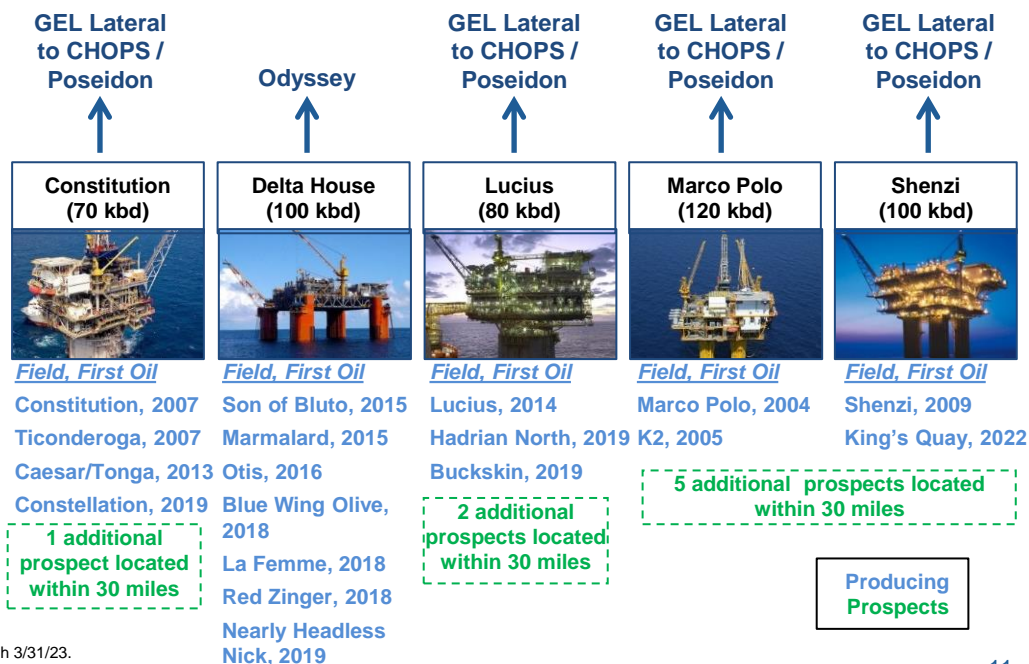 GEL Lateral
to CHOPS /
Poseidon
Odyssey
GEL Lateral
to CHOPS /
Poseidon
GEL Lateral
to CHOPS /
Poseidon
GEL Lateral
to CHOPS /
Poseidon
Constitution
(70 kbd)
Delta House
(100 kbd)
Lucius
(80 kbd)
Marco Polo
(120 kbd)
Shenzi
(100 kbd)
Field, First Oil
Constitution, 2007
Ticonderoga, 2007
Caesar/Tonga, 2013
Constellation, 2019
1 additional
prospect located
within 30 miles
Field, First Oil
Son of Bluto, 2015
Marmalard, 2015
Otis, 2016
Blue Wing Olive,
2018
La Femme, 2018
Red Zinger, 2018
Nearly Headless
Nick, 2019
Field, First Oil
Lucius, 2014
Hadrian North, 2019
Buckskin, 2019
2 additional
prospects located
within 30 miles
Field, First Oil
Marco Polo, 2004
K2, 2005
Field, First Oil
Shenzi, 2009
King's Quay, 2022
5 additional prospects located
within 30 miles
Producing
Prospects
h 3/31/23.